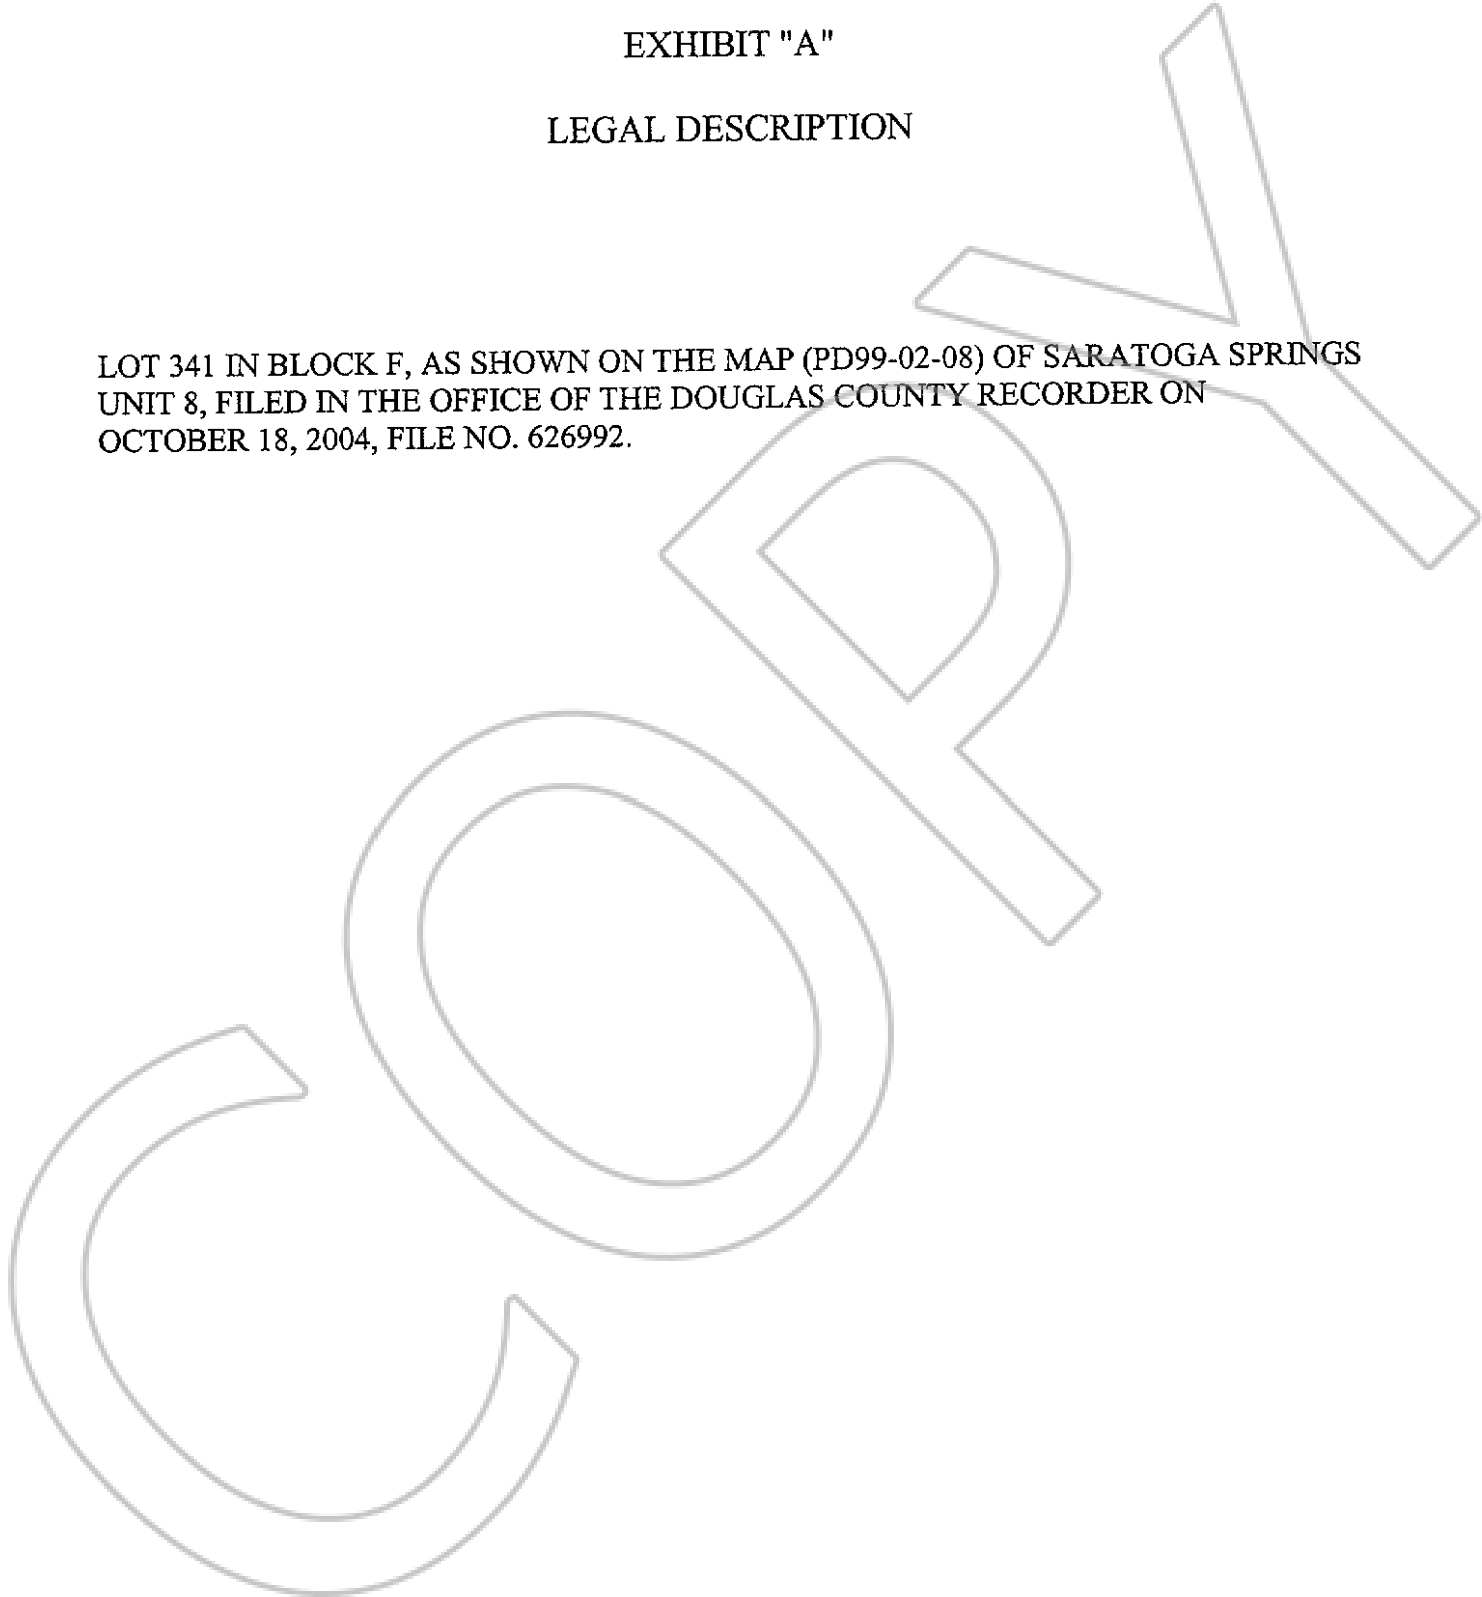 EXHIBIT "A"
LEGAL DESCRIPTION
LOT 341 IN BLOCK F, AS SHOWN ON THE MAP (PD99-02-08) OF SARATOGA SPRINGS
UNIT 8, FILED IN THE OFFICE OF THE DOUGLAS COUNTY RECORDER ON
OCTOBER 18, 2004, FILE NO. 626992.
COPY